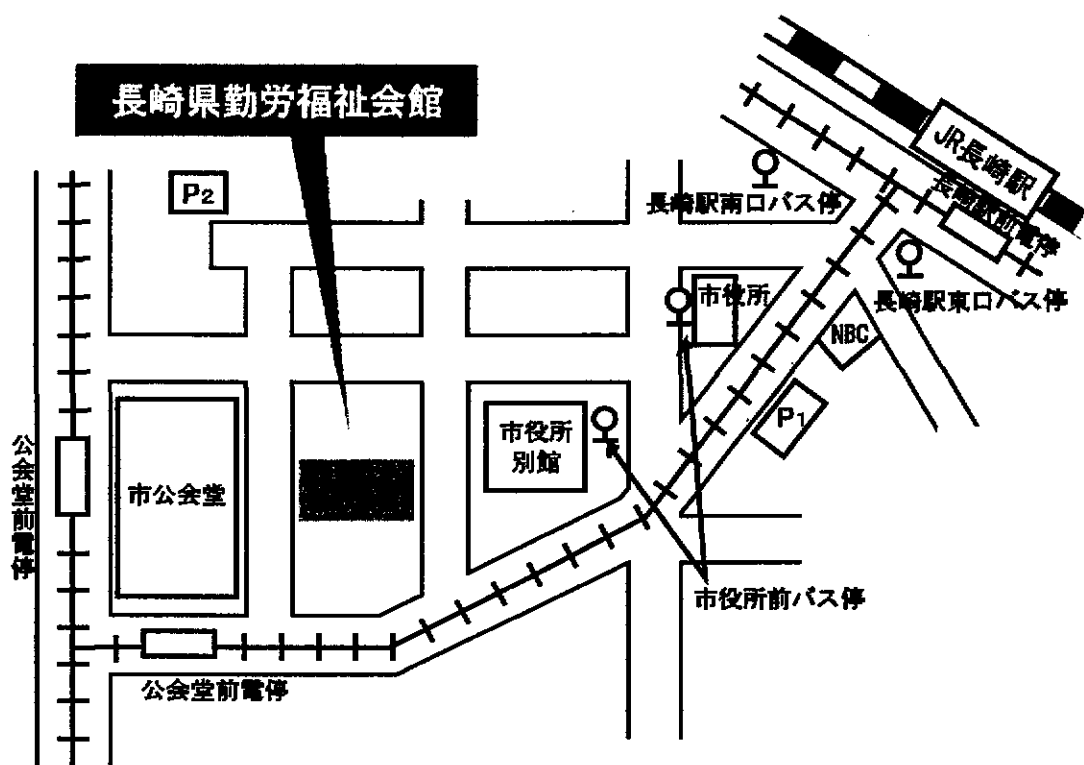 長崎県勤労福祉会館
P2
JR長崎駅
長崎駅前電停
長崎駅南口バス停
長崎駅東口バス停
市役所
NBC
P1
市役所
別館
市公会堂
公会堂前電停
市役所前バス停
公会堂前電停